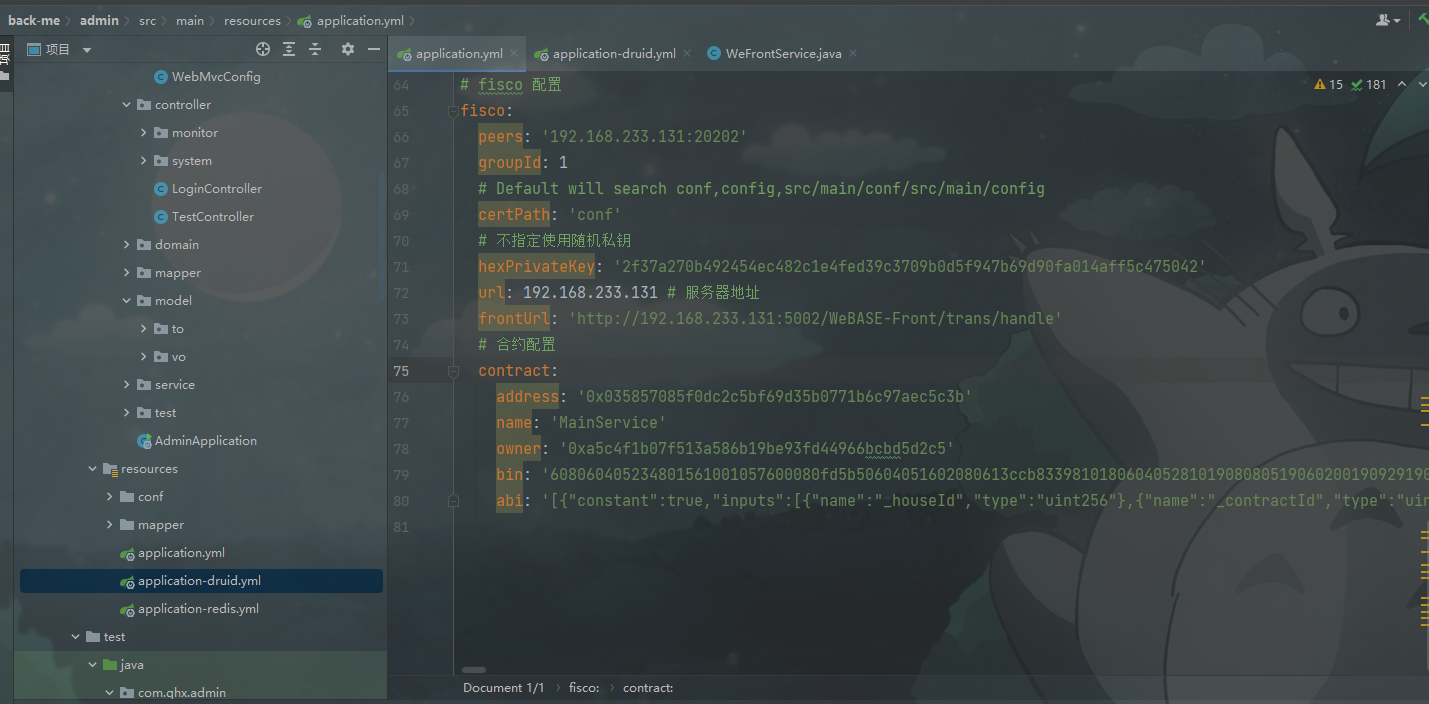 back-me › admin › src › main › resources › application.yml
项目
项目
WebMvcConfig
controller
monitor
system
LoginController
TestController
domain
mapper
model
to
vo
service
test
AdminApplication
resources
conf
mapper
application.yml
application-druid.yml
application-redis.yml
test
java
com.qhx.admin
application.yml × application-druid.yml × WeFrontService.java ×
15 181
64 # fisco 配置
65 fisco:
66 peers: '192.168.233.131:20202'
67 groupId: 1
68 # Default will search conf,config,src/main/conf/src/main/config
69 certPath: 'conf'
70 # 不指定使用随机私钥
71 hexPrivateKey: '2f37a270b492454ec482c1e4fed39c3709b0d5f947b69d90fa014aff5c475042'
72 url: 192.168.233.131 # 服务器地址
73 frontUrl: 'http://192.168.233.131:5002/WeBASE-Front/trans/handle'
74 # 合约配置
75 contract:
76 address: '0x035857085f0dc2c5bf69d35b0771b6c97aec5c3b'
77 name: 'MainService'
78 owner: '0xa5c4f1b07f513a586b19be93fd44966bcbd5d2c5'
79 bin: '608060405234801561001057600080fd5b50604051602080613ccb83398101806040528101908080519060200190929190
80 abi: '[{"constant":true,"inputs":[{"name":"_houseId","type":"uint256"},{"name":"_contractId","type":"uin
81
Document 1/1 › fisco: › contract: